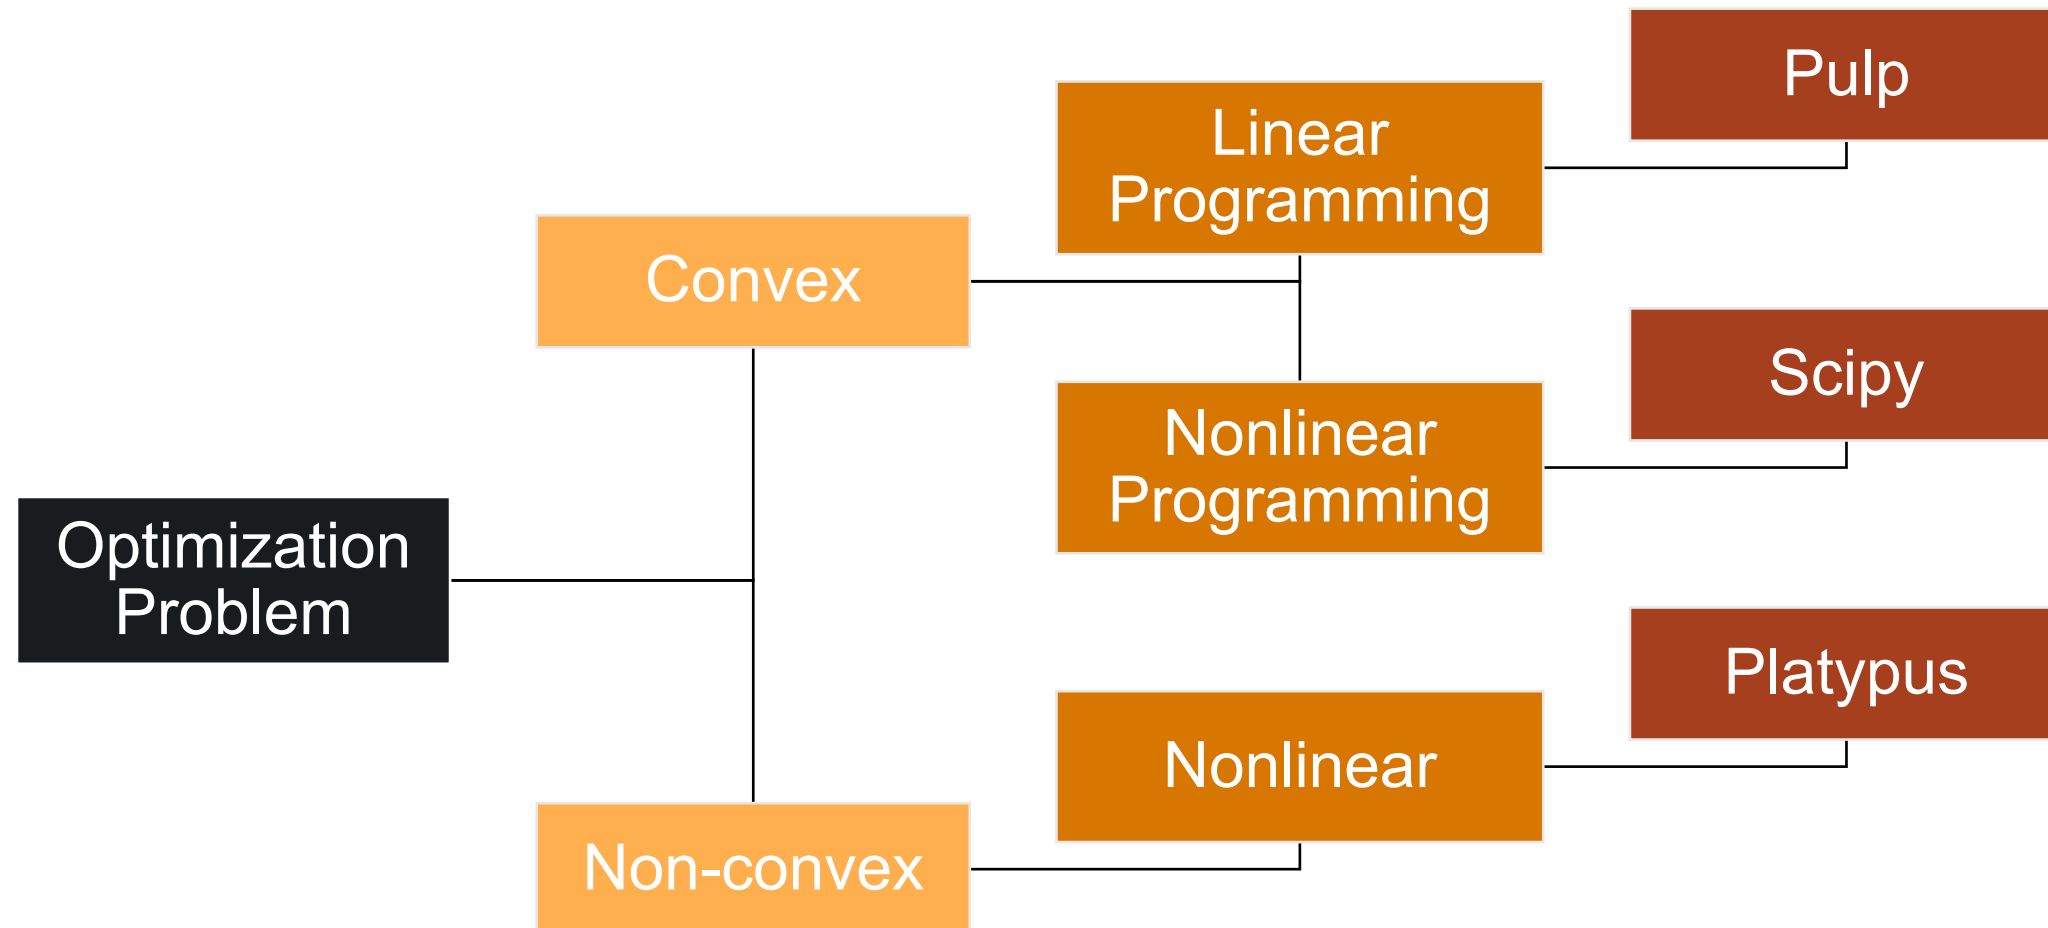 Optimization
Problem
Convex
Non-convex
Linear
Programming
Nonlinear
Programming
Nonlinear
Pulp
Scipy
Platypus